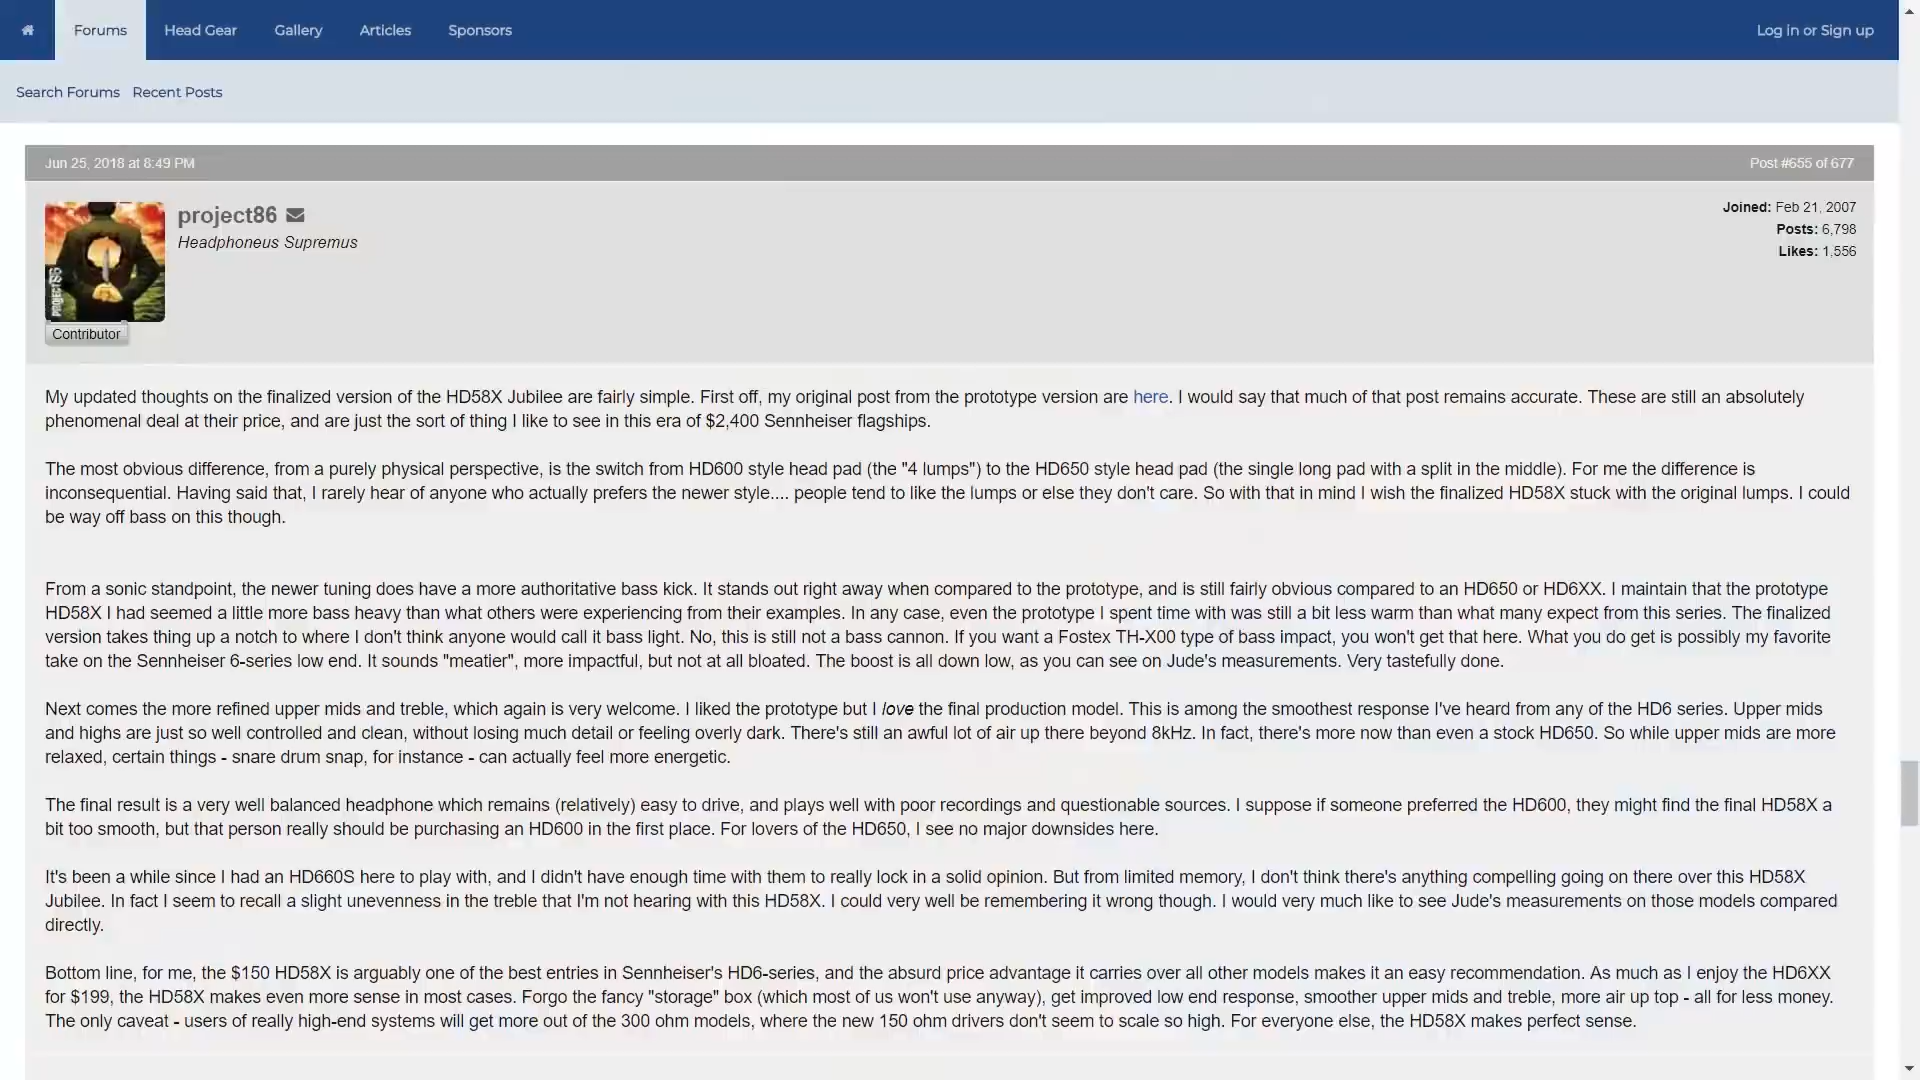 Forums
Head Gear
Gallery
Articles
Sponsors
Log in or Sign up
Search Forums
Recent Posts
Jun 25, 2018 at 8:49 PM
Post #655 of 677
project86
Headphoneus Supremus
Joined: Feb 21, 2007
Posts: 6,798
Likes: 1,556
PROJECT86
Contributor
My updated thoughts on the finalized version of the HD58X Jubilee are fairly simple. First off, my original post from the prototype version are here. I would say that much of that post remains accurate. These are still an absolutely
phenomenal deal at their price, and are just the sort of thing I like to see in this era of $2,400 Sennheiser flagships.
The most obvious difference, from a purely physical perspective, is the switch from HD600 style head pad (the "4 lumps") to the HD650 style head pad (the single long pad with a split in the middle). For me the difference is
inconsequential. Having said that, I rarely hear of anyone who actually prefers the newer style.... people tend to like the lumps or else they don't care. So with that in mind I wish the finalized HD58X stuck with the original lumps. I could
be way off bass on this though.
From a sonic standpoint, the newer tuning does have a more authoritative bass kick. It stands out right away when compared to the prototype, and is still fairly obvious compared to an HD650 or HD6XX. I maintain that the prototype
HD58X I had seemed a little more bass heavy than what others were experiencing from their examples. In any case, even the prototype I spent time with was still a bit less warm than what many expect from this series. The finalized
version takes thing up a notch to where I don't think anyone would call it bass light. No, this is still not a bass cannon. If you want a Fostex TH-X00 type of bass impact, you won't get that here. What you do get is possibly my favorite
take on the Sennheiser 6-series low end. It sounds "meatier", more impactful, but not at all bloated. The boost is all down low, as you can see on Jude's measurements. Very tastefully done.
Next comes the more refined upper mids and treble, which again is very welcome. I liked the prototype but I love the final production model. This is among the smoothest response I've heard from any of the HD6 series. Upper mids
and highs are just so well controlled and clean, without losing much detail or feeling overly dark. There's still an awful lot of air up there beyond 8kHz. In fact, there's more now than even a stock HD650. So while upper mids are more
relaxed, certain things - snare drum snap, for instance - can actually feel more energetic.
The final result is a very well balanced headphone which remains (relatively) easy to drive, and plays well with poor recordings and questionable sources. I suppose if someone preferred the HD600, they might find the final HD58X a
bit too smooth, but that person really should be purchasing an HD600 in the first place. For lovers of the HD650, I see no major downsides here.
It's been a while since I had an HD660S here to play with, and I didn't have enough time with them to really lock in a solid opinion. But from limited memory, I don't think there's anything compelling going on there over this HD58X
Jubilee. In fact I seem to recall a slight unevenness in the treble that I'm not hearing with this HD58X. I could very well be remembering it wrong though. I would very much like to see Jude's measurements on those models compared
directly.
Bottom line, for me, the $150 HD58X is arguably one of the best entries in Sennheiser's HD6-series, and the absurd price advantage it carries over all other models makes it an easy recommendation. As much as I enjoy the HD6XX
for $199, the HD58X makes even more sense in most cases. Forgo the fancy "storage" box (which most of us won't use anyway), get improved low end response, smoother upper mids and treble, more air up top - all for less money.
The only caveat - users of really high-end systems will get more out of the 300 ohm models, where the new 150 ohm drivers don't seem to scale so high. For everyone else, the HD58X makes perfect sense.